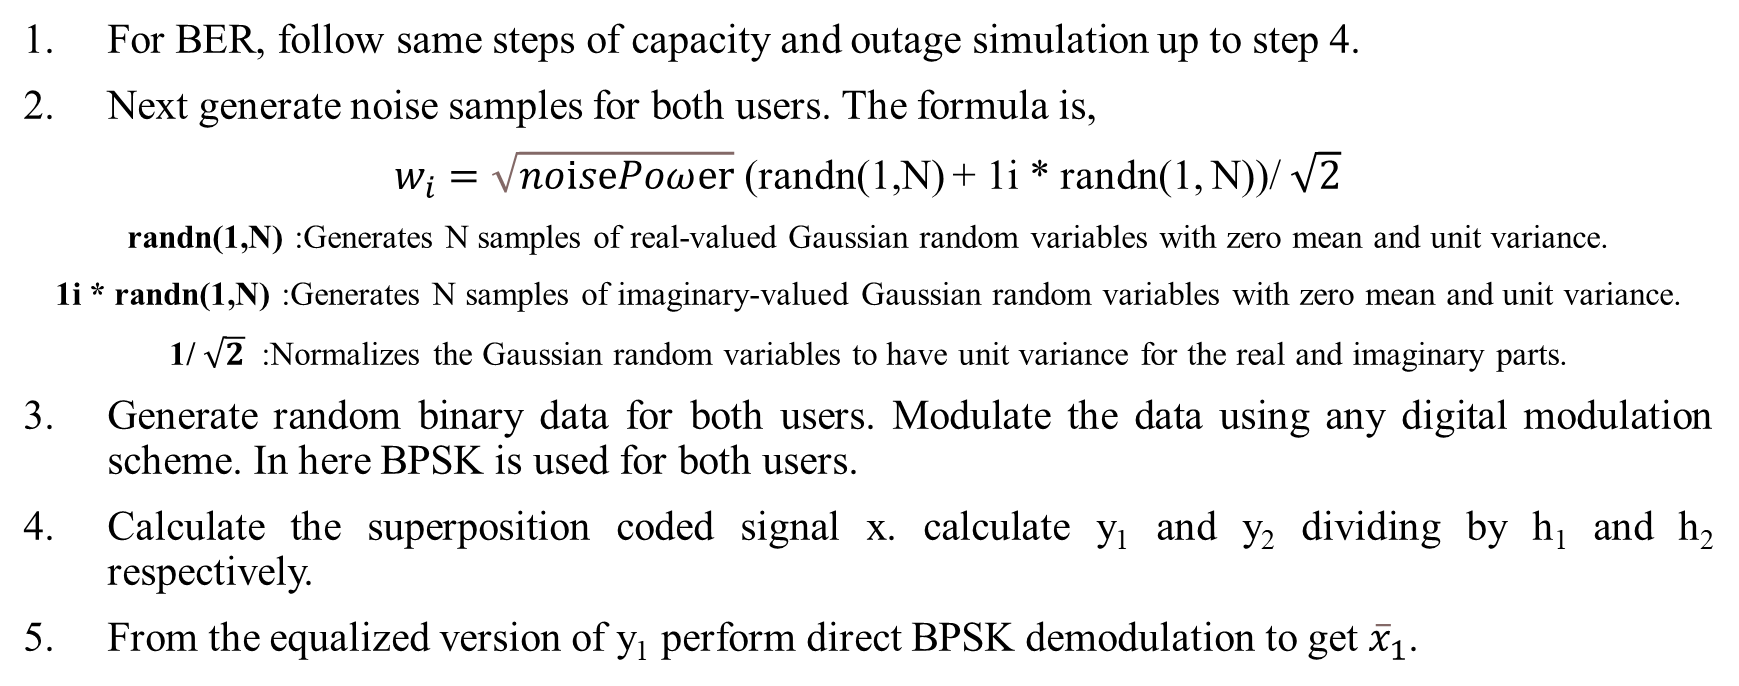 1. For BER, follow same steps of capacity and outage simulation up to step 4.
2. Next generate noise samples for both users. The formula is,
wᵢ = √noisePoωer (randn(1,N) + 1i * randn(1, N))/ √2
randn(1,N) :Generates N samples of real-valued Gaussian random variables with zero mean and unit variance.
1i * randn(1,N) :Generates N samples of imaginary-valued Gaussian random variables with zero mean and unit variance.
1/ √2 :Normalizes the Gaussian random variables to have unit variance for the real and imaginary parts.
3. Generate random binary data for both users. Modulate the data using any digital modulation
scheme. In here BPSK is used for both users.
4. Calculate the superposition coded signal x. calculate y₁ and y₂ dividing by h₁ and h₂
respectively.
5. From the equalized version of y₁ perform direct BPSK demodulation to get x̄₁.